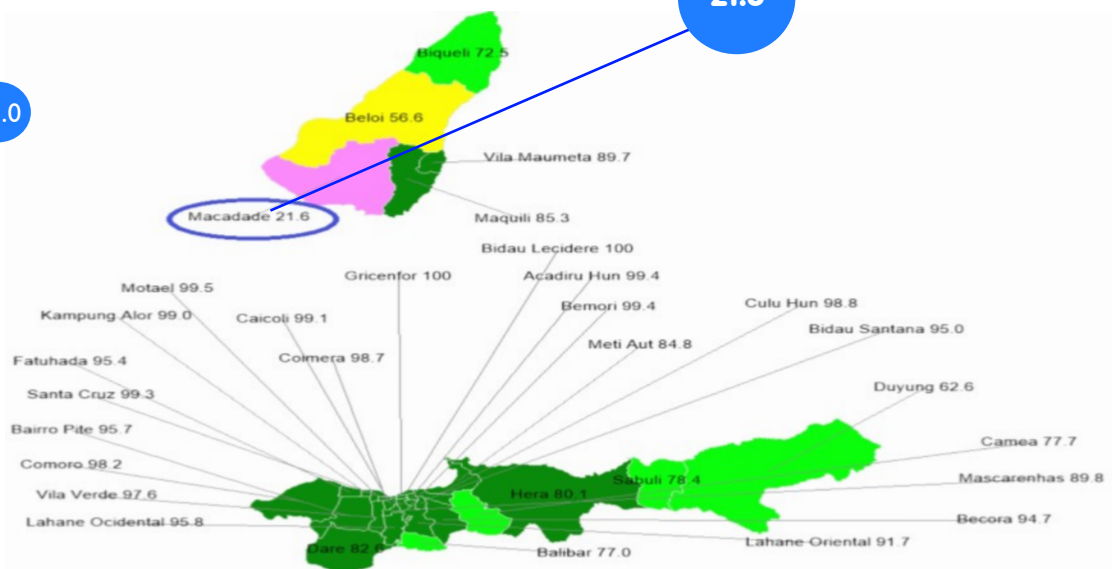 Biqueli 72.5
.0
Beloi 56.6
Vila Maumeta 89.7
Macadade 21.6
Maquili 85.3
Bidau Lecidere 100
Gricenfor 100
Acadiru Hun 99.4
Motael 99.5
Bemori 99.4
Culu Hun 98.8
Kampung Alor 99.0
Caicoli 99.1
Bidau Santana 95.0
Meti Aut 84.8
Coimera 98.7
Fatuhada 95.4
Duyung 62.6
Santa Cruz 99.3
Bairro Pite 95.7
Camea 77.7
Comoro 98.2
Sabuli 78.4
Mascarenhas 89.8
Vila Verde 97.6
Hera 80.1
Lahane Ocidental 95.8
Becora 94.7
Lahane Oriental 91.7
Dare 82.6
Balibar 77.0